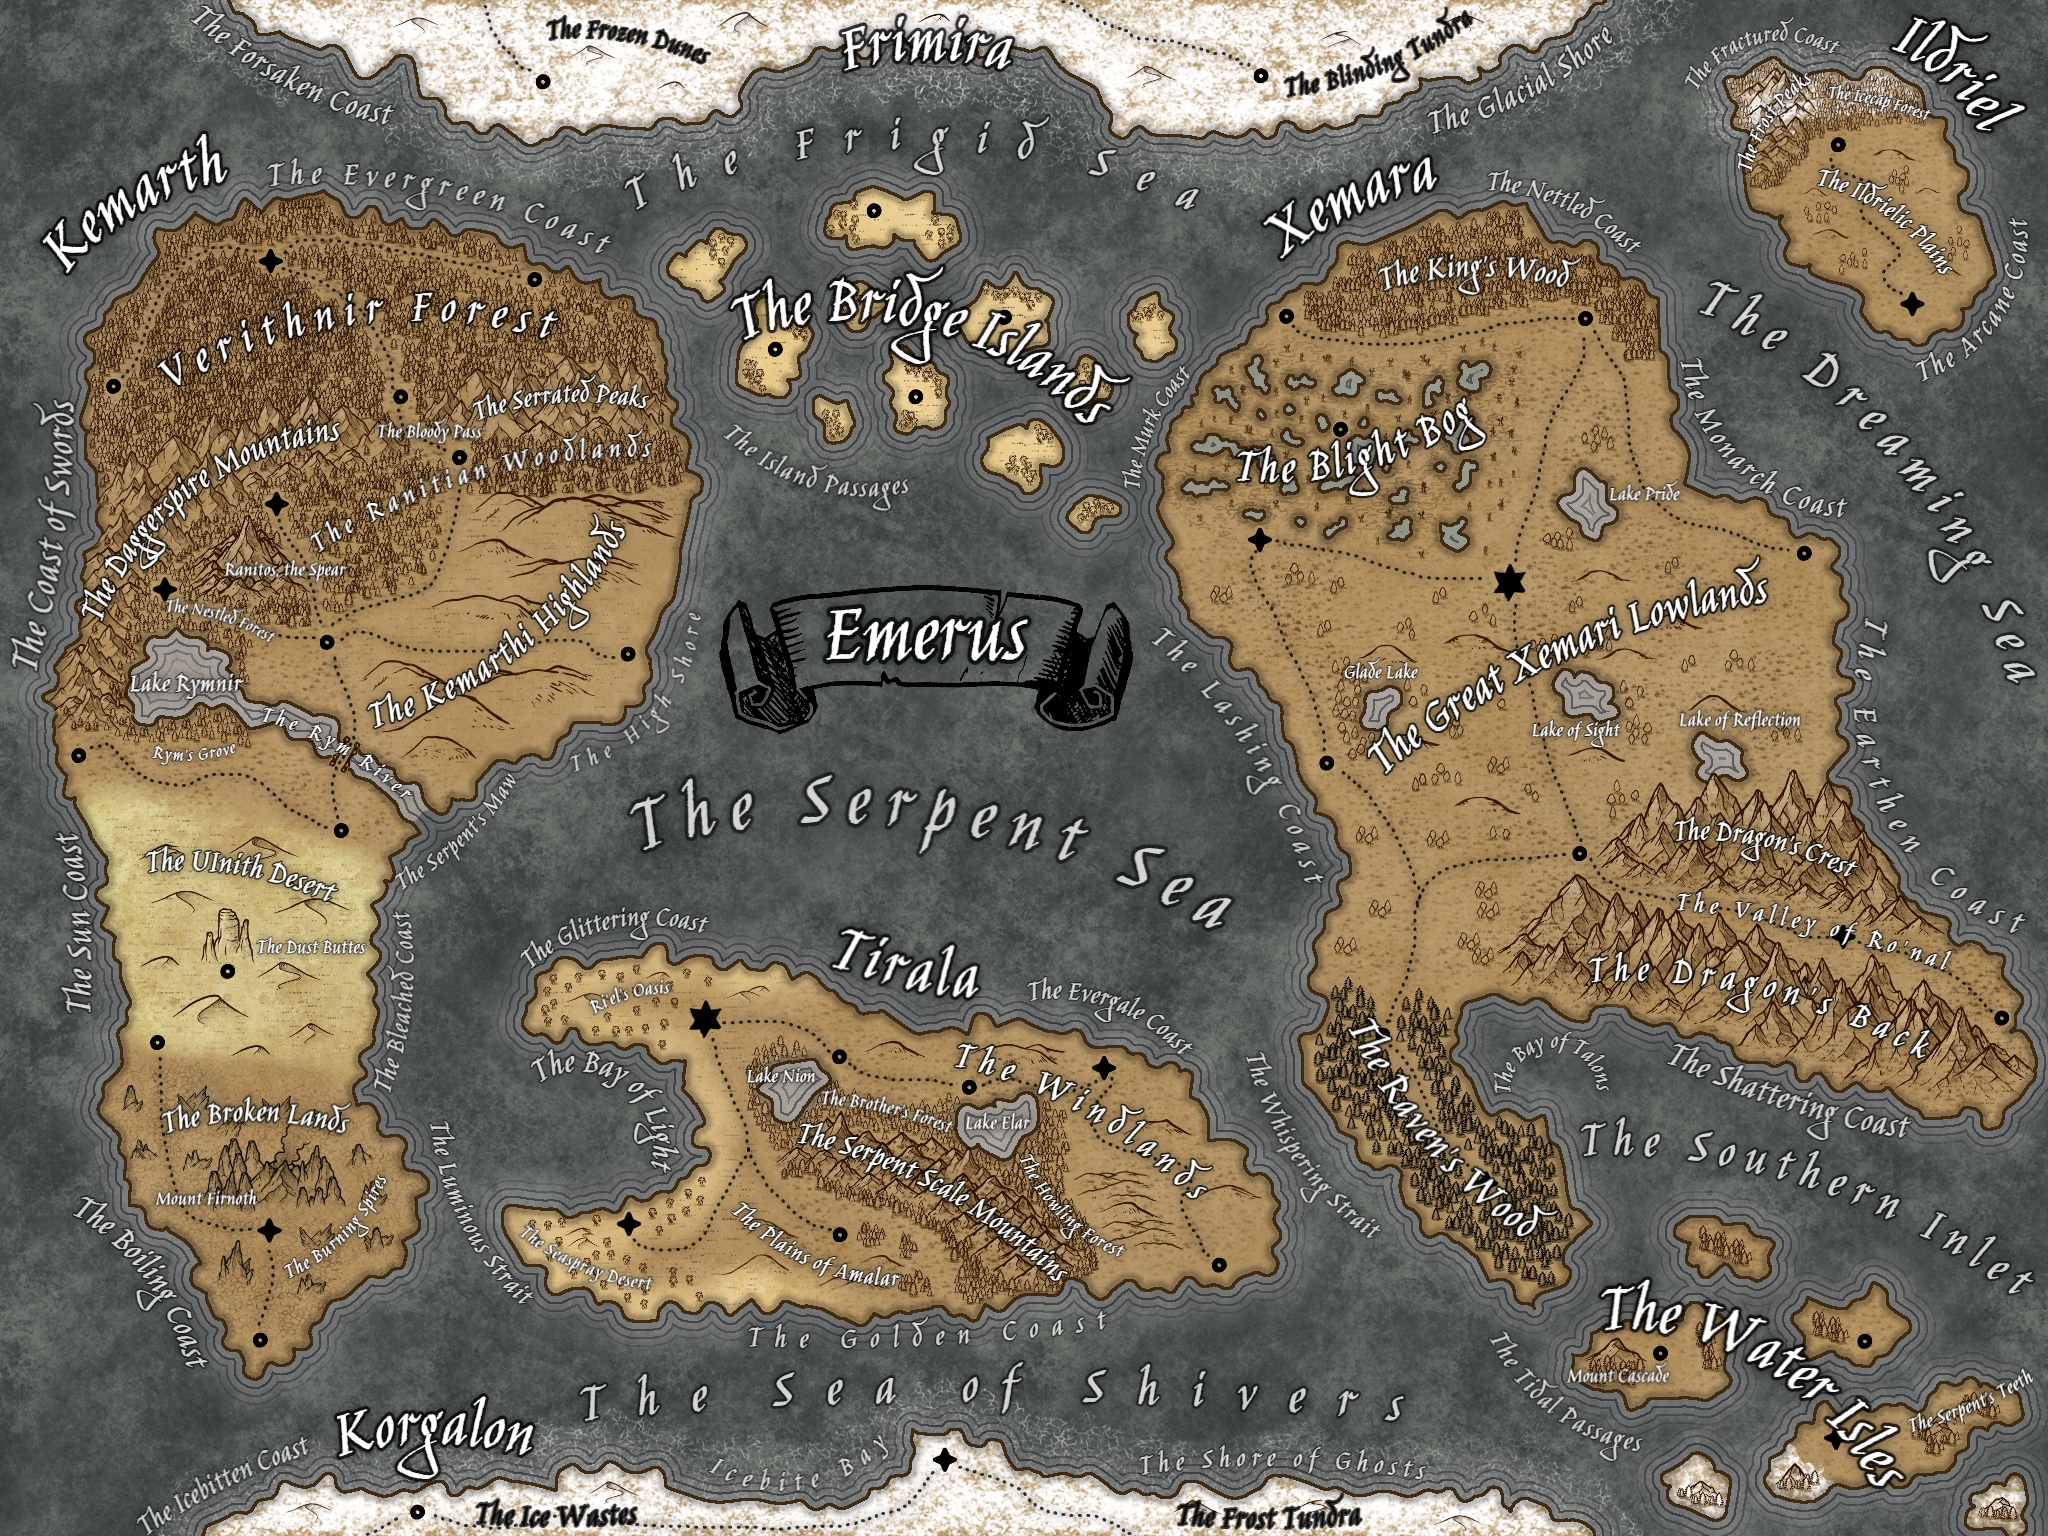 The Forsaken Coast
The Frozen Dunes
Frimira
The Blinding Tundra
The Glacial Shore
The Fractured Coast
Ildriel
The Frost Peaks
The Icecap Forest
The Ildrielic Plains
The Arcane Coast
The Frigid Sea
Kemarth
The Evergreen Coast
Verithnir Forest
The Serrated Peaks
The Bloody Pass
The Daggerspire Mountains
The Ranitian Woodlands
Ranitos, the Spear
The Nestled Forest
The Coast of Swords
Lake Rymnir
The Kemarthi Highlands
The High Shore
The Rym River
Rym's Grove
The Serpent's Maw
The Ulnith Desert
The Dust Buttes
The Sun Coast
The Bleached Coast
The Broken Lands
Mount Firnoth
The Burning Spires
The Boiling Coast
The Luminous Strait
The Bridge Islands
The Island Passages
Emerus
The Serpent Sea
Xemara
The Nettled Coast
The King's Wood
The Murk Coast
The Blight Bog
Lake Pride
The Monarch Coast
The Dreaming Sea
The Great Xemari Lowlands
Glade Lake
Lake of Sight
Lake of Reflection
The Lashing Coast
The Earthen Coast
The Dragon's Crest
The Valley of Ro'nal
The Dragon's Back
The Bay of Talons
The Shattering Coast
The Raven's Wood
The Whispering Strait
The Southern Inlet
Tirala
The Glittering Coast
Ri'el's Oasis
The Evergale Coast
The Bay of Light
Lake Nion
The Windlands
The Brother's Forest
Lake Elar
The Serpent Scale Mountains
The Howling Forest
The Plains of Amalar
The Seaspray Desert
The Golden Coast
The Sea of Shivers
The Water Isles
Mount Cascade
The Serpent's Teeth
The Tidal Passages
Korgalon
The Icebitten Coast
Icebite Bay
The Shore of Ghosts
The Ice Wastes
The Frost Tundra